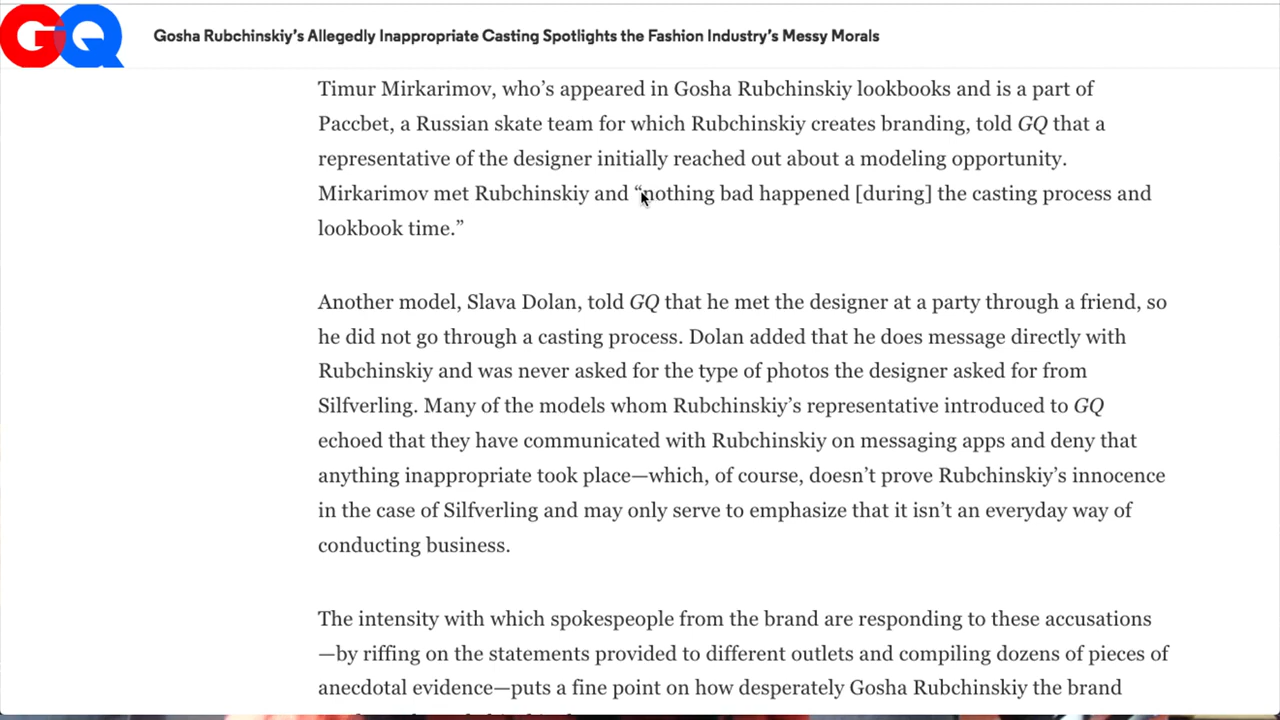 GQ
Gosha Rubchinskiy’s Allegedly Inappropriate Casting Spotlights the Fashion Industry’s Messy Morals
Timur Mirkarimov, who’s appeared in Gosha Rubchinskiy lookbooks and is a part of
Paccbet, a Russian skate team for which Rubchinskiy creates branding, told GQ that a
representative of the designer initially reached out about a modeling opportunity.
Mirkarimov met Rubchinskiy and “nothing bad happened [during] the casting process and
lookbook time.”
Another model, Slava Dolan, told GQ that he met the designer at a party through a friend, so
he did not go through a casting process. Dolan added that he does message directly with
Rubchinskiy and was never asked for the type of photos the designer asked for from
Silfverling. Many of the models whom Rubchinskiy’s representative introduced to GQ
echoed that they have communicated with Rubchinskiy on messaging apps and deny that
anything inappropriate took place—which, of course, doesn’t prove Rubchinskiy’s innocence
in the case of Silfverling and may only serve to emphasize that it isn’t an everyday way of
conducting business.
The intensity with which spokespeople from the brand are responding to these accusations
—by riffing on the statements provided to different outlets and compiling dozens of pieces of
anecdotal evidence—puts a fine point on how desperately Gosha Rubchinskiy the brand